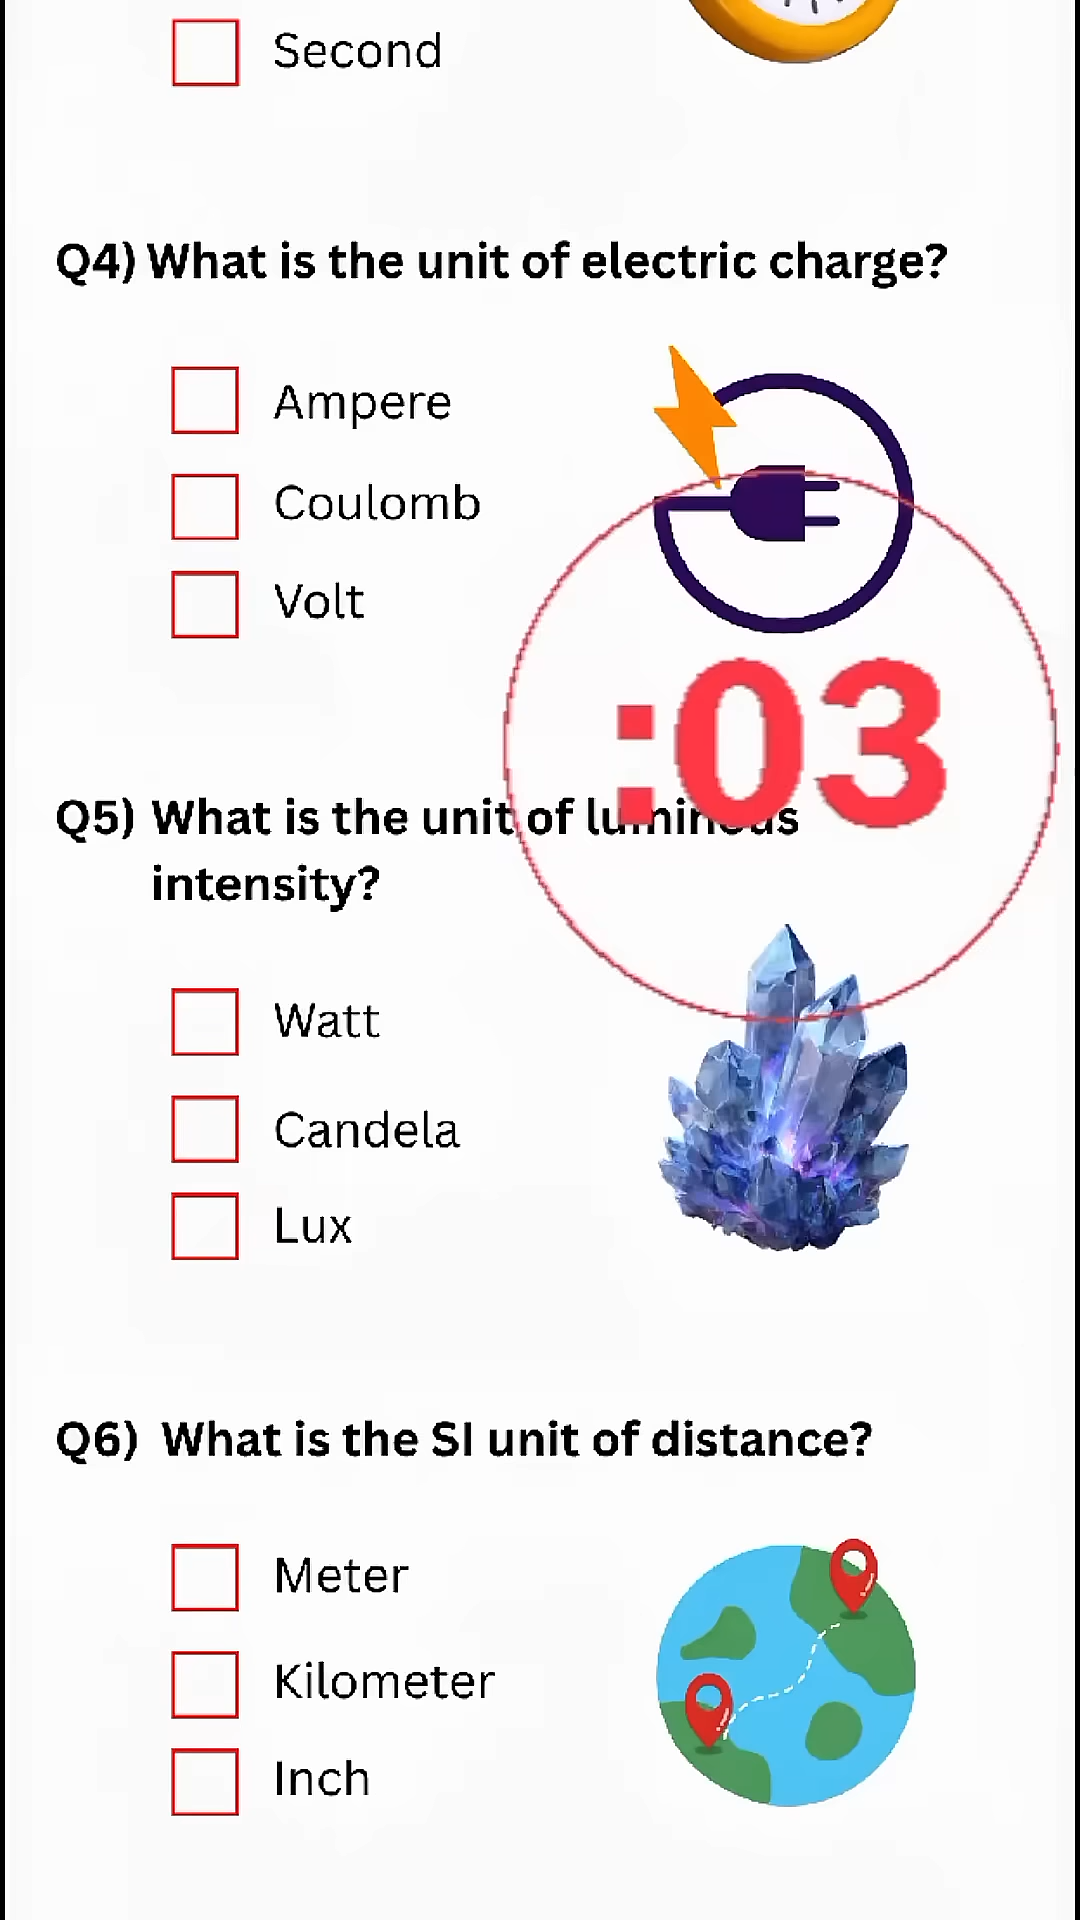 Second
Q4) What is the unit of electric charge?
Ampere
Coulomb
Volt
:03
Q5) What is the unit of luminous
intensity?
Watt
Candela
Lux
Q6) What is the SI unit of distance?
Meter
Kilometer
Inch